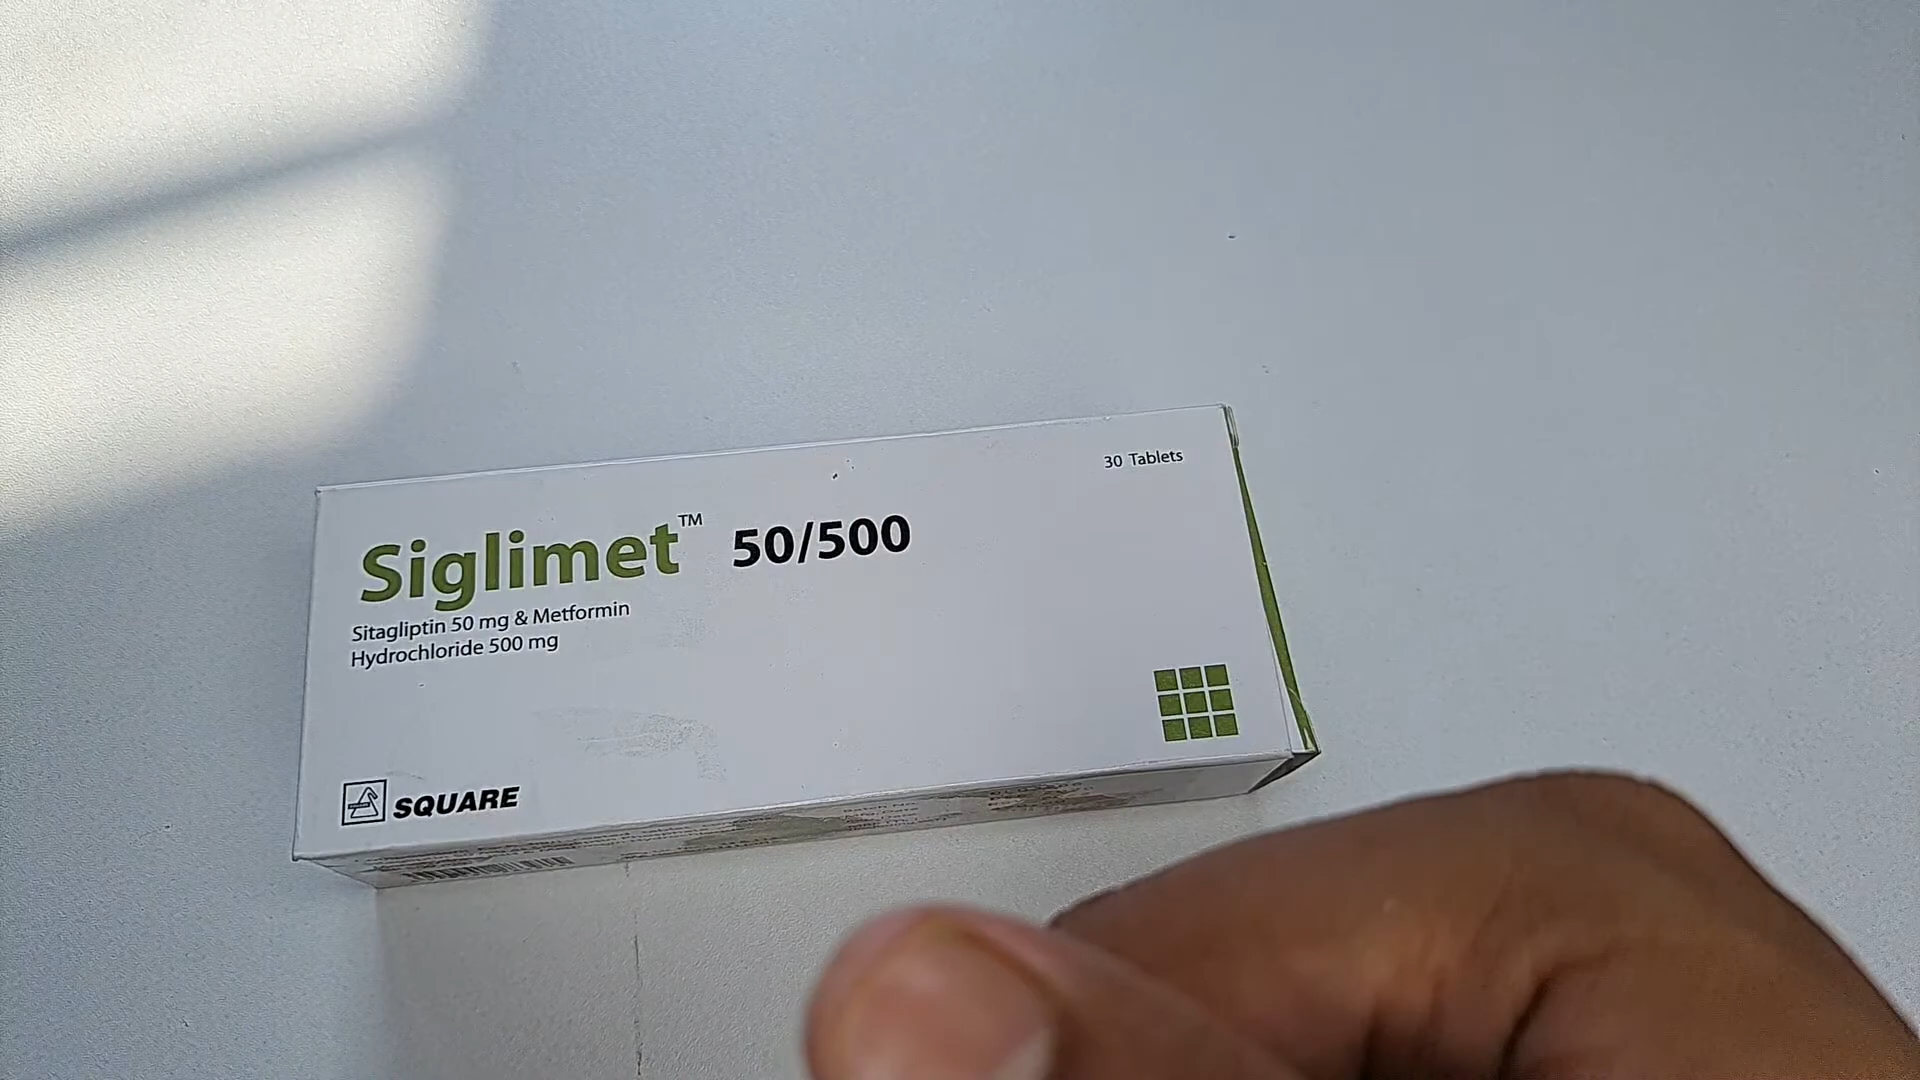 30 Tablets
Siglimet™ 50/500
Sitagliptin 50 mg & Metformin
Hydrochloride 500 mg
SQUARE